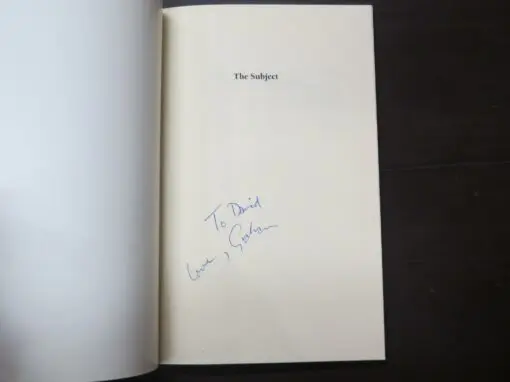 The Subject
To David
Love,